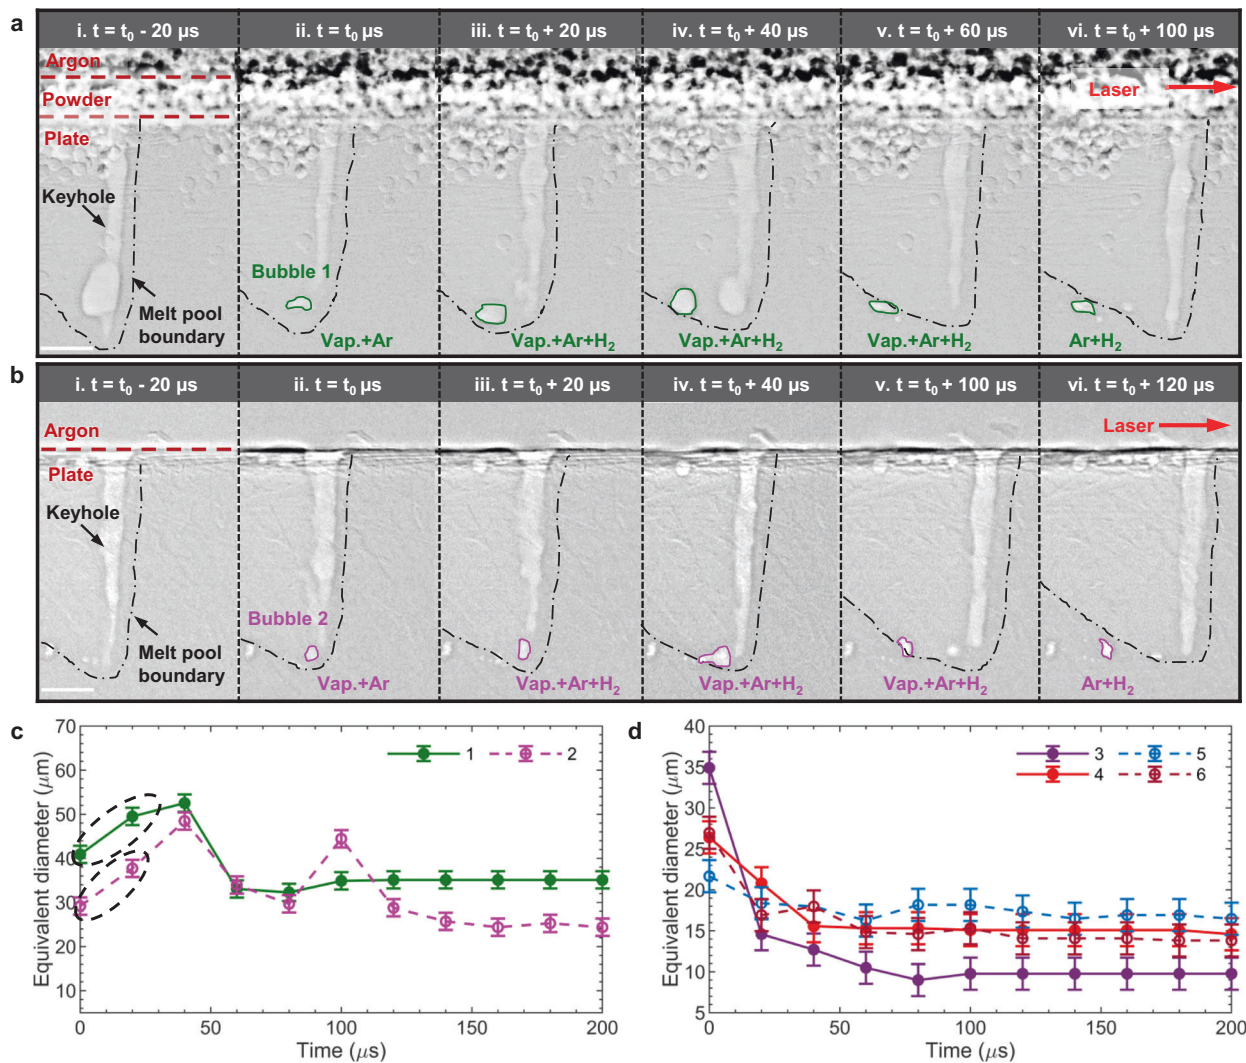 a
i. t = t0 - 20 µs
ii. t = t0 µs
iii. t = t0 + 20 µs
iv. t = t0 + 40 µs
v. t = t0 + 60 µs
vi. t = t0 + 100 µs
Argon
Powder
Plate
Laser
Keyhole
Bubble 1
Melt pool
boundary
Vap.+Ar
Vap.+Ar+H2
Vap.+Ar+H2
Vap.+Ar+H2
Ar+H2
b
i. t = t0 - 20 µs
ii. t = t0 µs
iii. t = t0 + 20 µs
iv. t = t0 + 40 µs
v. t = t0 + 100 µs
vi. t = t0 + 120 µs
Argon
Laser
Plate
Keyhole
Bubble 2
Melt pool
boundary
Vap.+Ar
Vap.+Ar+H2
Vap.+Ar+H2
Vap.+Ar+H2
Ar+H2
c
Equivalent diameter (µm)
70
60
50
40
30
20
10
0
50
100
150
200
Time (µs)
1
2
d
Equivalent diameter (µm)
40
35
30
25
20
15
10
5
0
50
100
150
200
Time (µs)
3
5
4
6